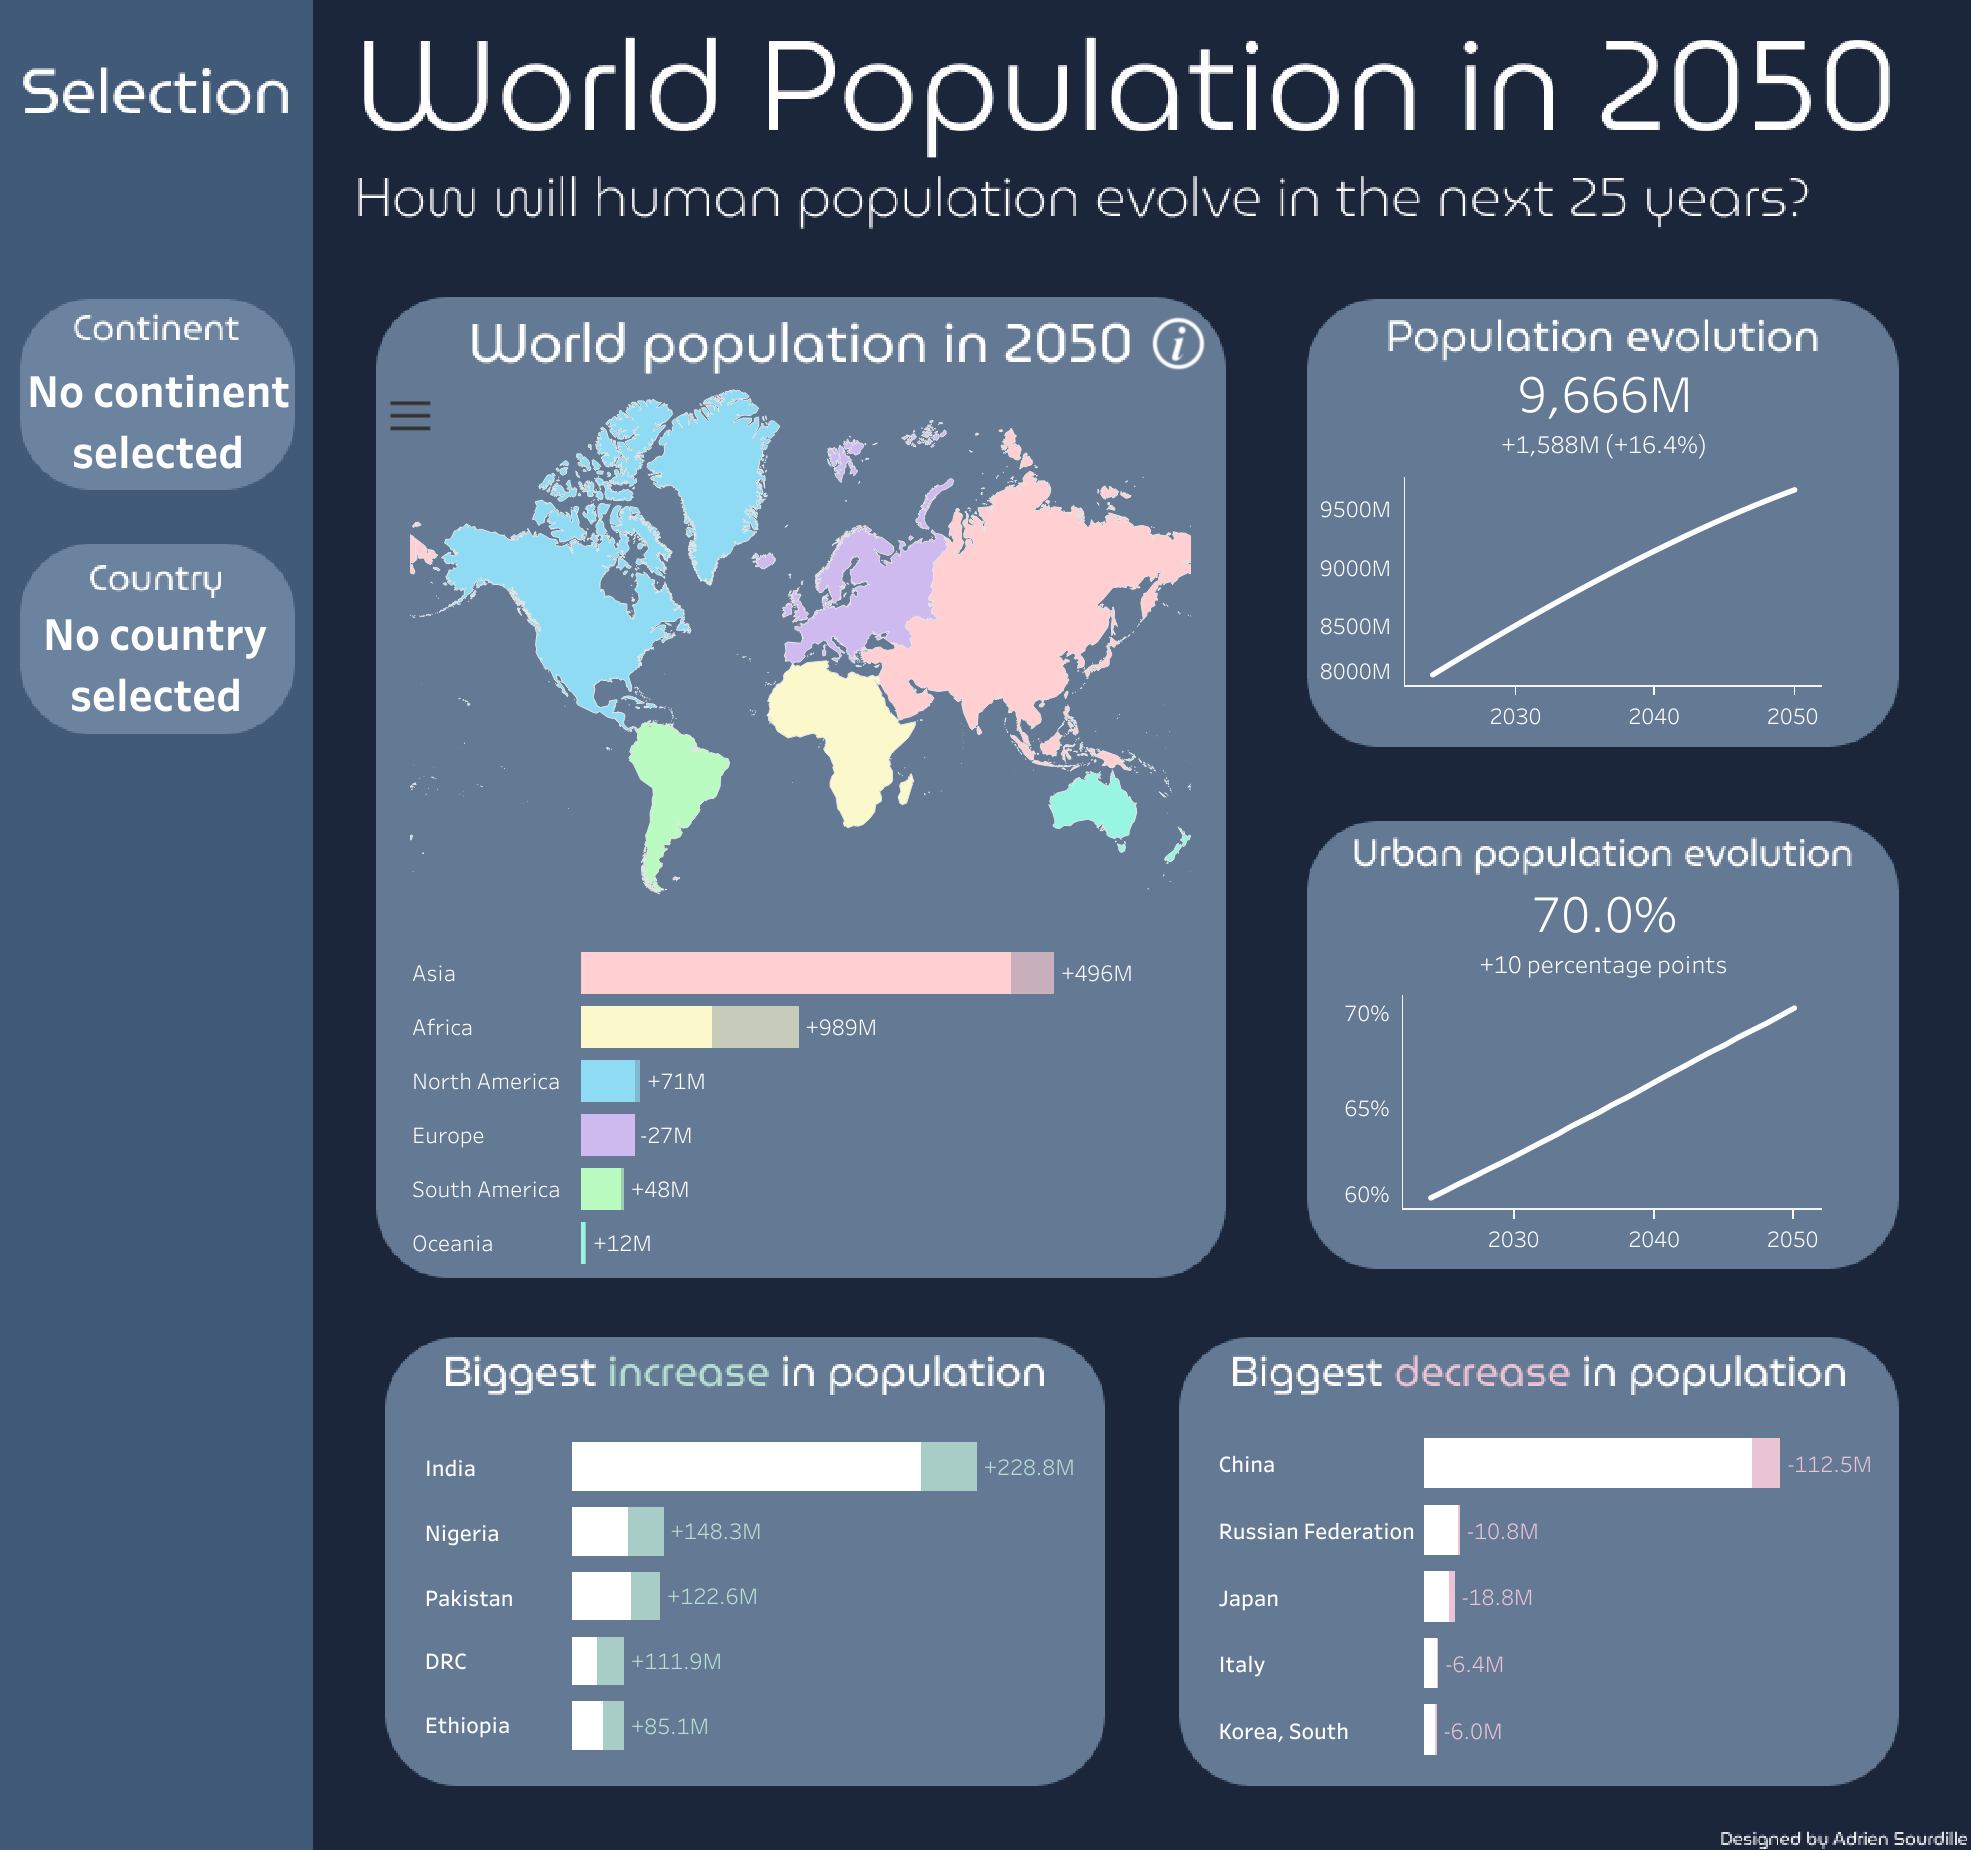 Selection
World Population in 2050
How will human population evolve in the next 25 years?
Continent
No continent
selected
Country
No country
selected
World population in 2050 i
Asia +496M
Africa +989M
North America +71M
Europe -27M
South America +48M
Oceania +12M
Population evolution
9,666M
+1,588M (+16.4%)
9500M
9000M
8500M
8000M
2030 2040 2050
Urban population evolution
70.0%
+10 percentage points
70%
65%
60%
2030 2040 2050
Biggest increase in population
India +228.8M
Nigeria +148.3M
Pakistan +122.6M
DRC +111.9M
Ethiopia +85.1M
Biggest decrease in population
China -112.5M
Russian Federation -10.8M
Japan -18.8M
Italy -6.4M
Korea, South -6.0M
Designed by Adrien Sourdille